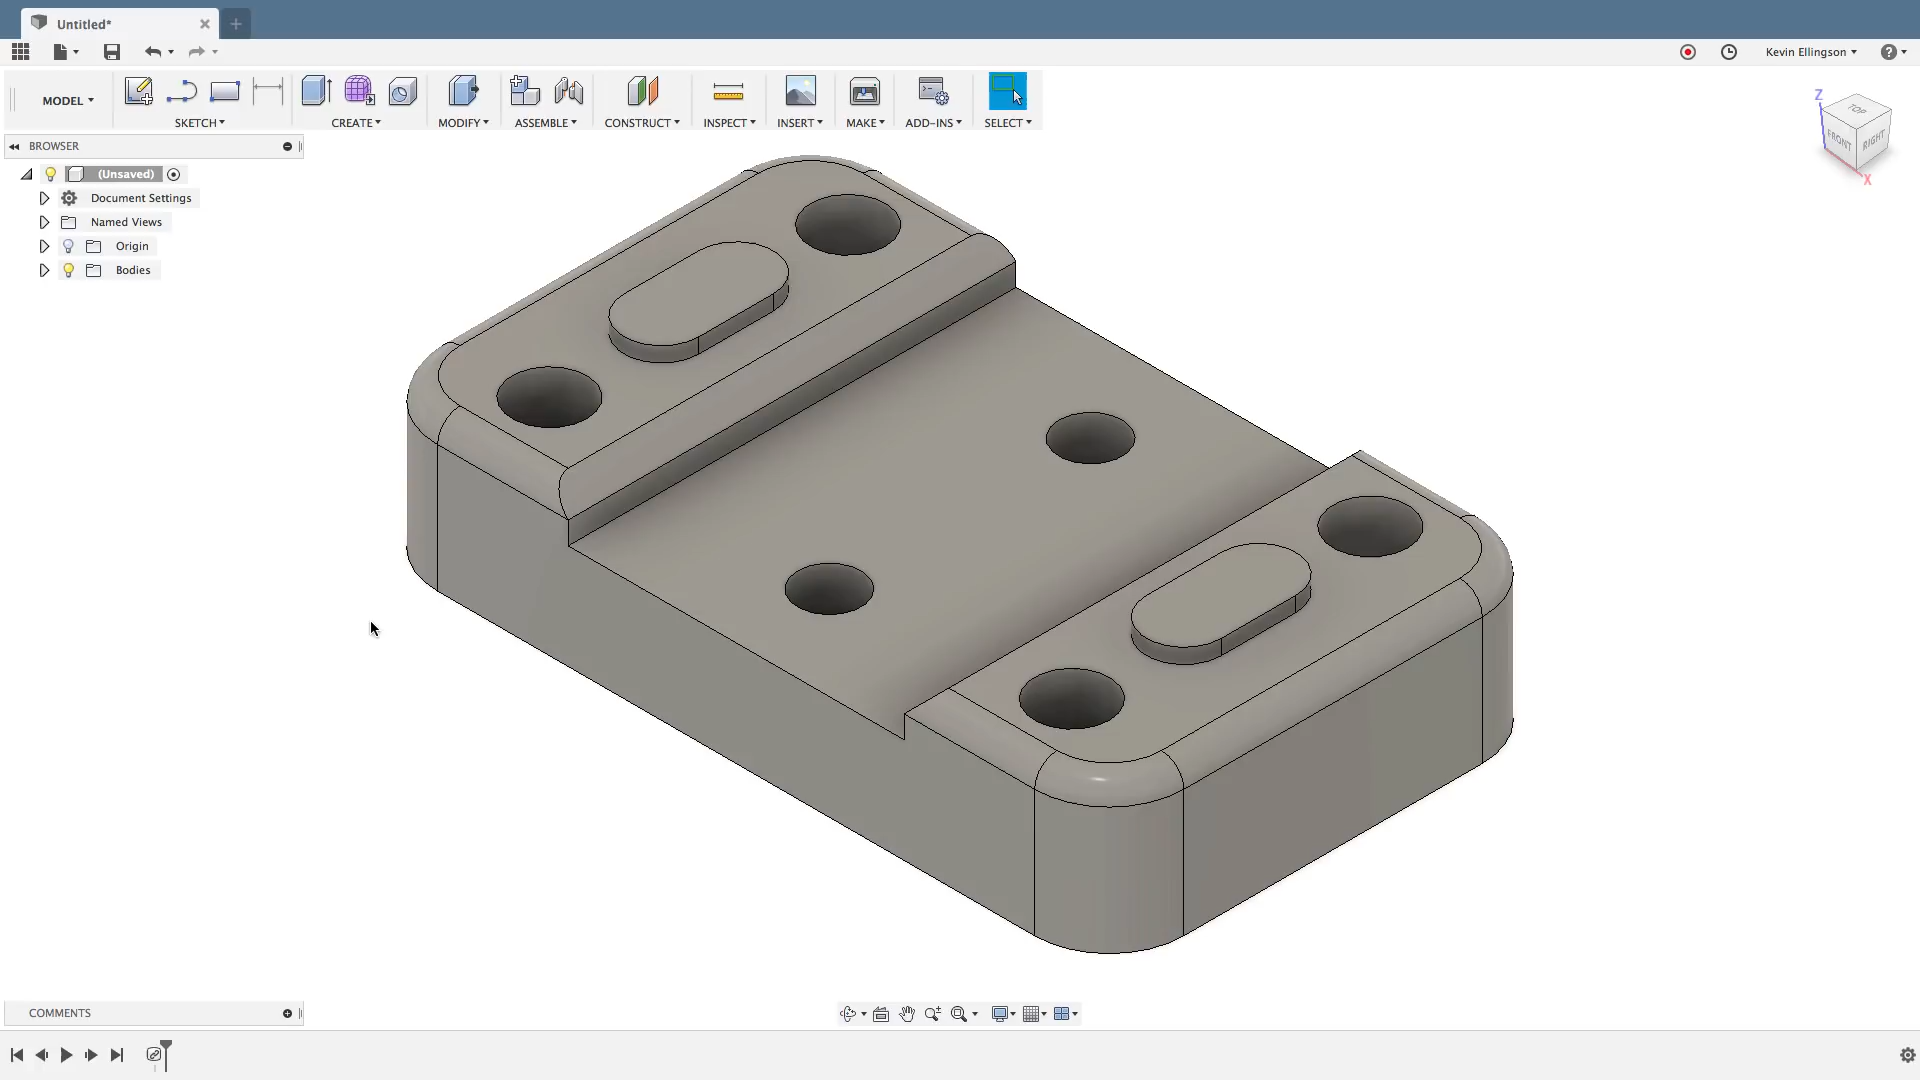 Untitled*
Kevin Ellingson
MODEL
SKETCH
CREATE
MODIFY
ASSEMBLE
CONSTRUCT
INSPECT
INSERT
MAKE
ADD-INS
SELECT
BROWSER
(Unsaved)
Document Settings
Named Views
Origin
Bodies
Z
TOP
FRONT
RIGHT
X
COMMENTS